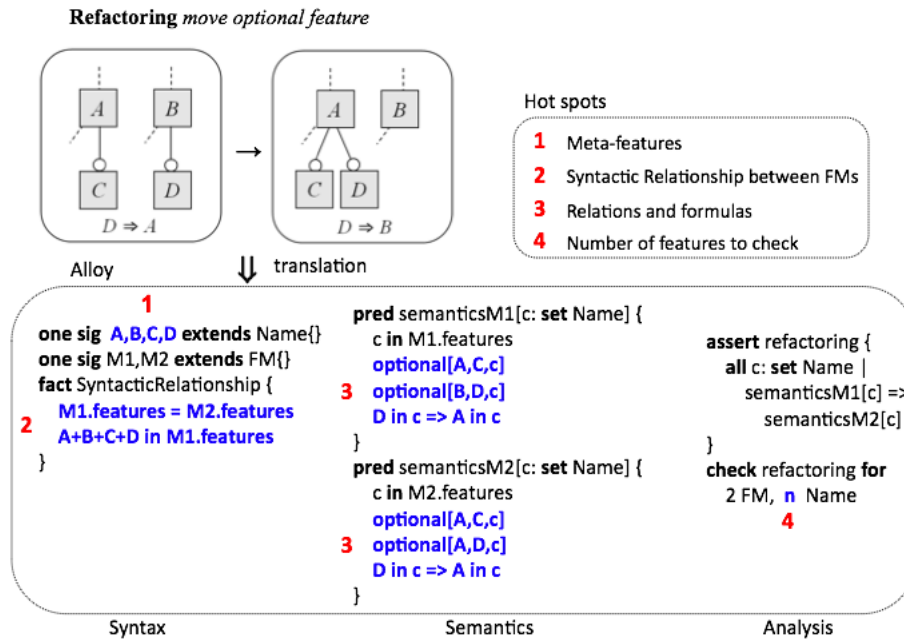 Refactoring move optional feature
A B
C D
D ⇒ A
→
A B
C D
D ⇒ B
Hot spots
1 Meta-features
2 Syntactic Relationship between FMs
3 Relations and formulas
4 Number of features to check
Alloy
⇓ translation
1
one sig A,B,C,D extends Name{}
one sig M1,M2 extends FM{}
fact SyntacticRelationship {
2
M1.features = M2.features
A+B+C+D in M1.features
}
pred semanticsM1[c: set Name] {
c in M1.features
optional[A,C,c]
3 optional[B,D,c]
D in c => A in c
}
pred semanticsM2[c: set Name] {
c in M2.features
optional[A,C,c]
3 optional[A,D,c]
D in c => A in c
}
assert refactoring {
all c: set Name |
semanticsM1[c] =>
semanticsM2[c]
}
check refactoring for
2 FM, n Name
4
Syntax
Semantics
Analysis